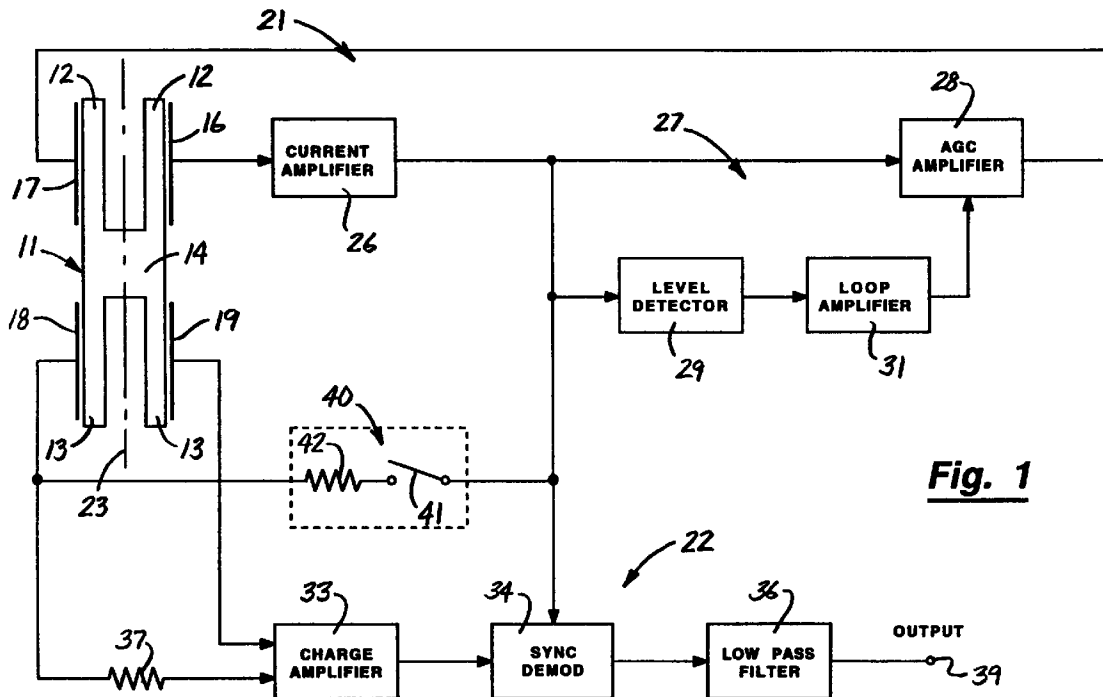 21
12
12
16
28
27
CURRENT
AMPLIFIER
AGC
AMPLIFIER
17
26
11
14
LEVEL
DETECTOR
LOOP
AMPLIFIER
18
19
29
31
40
42
13
13
41
23
Fig. 1
22
33
34
36
37
CHARGE
AMPLIFIER
SYNC
DEMOD
LOW PASS
FILTER
OUTPUT
39